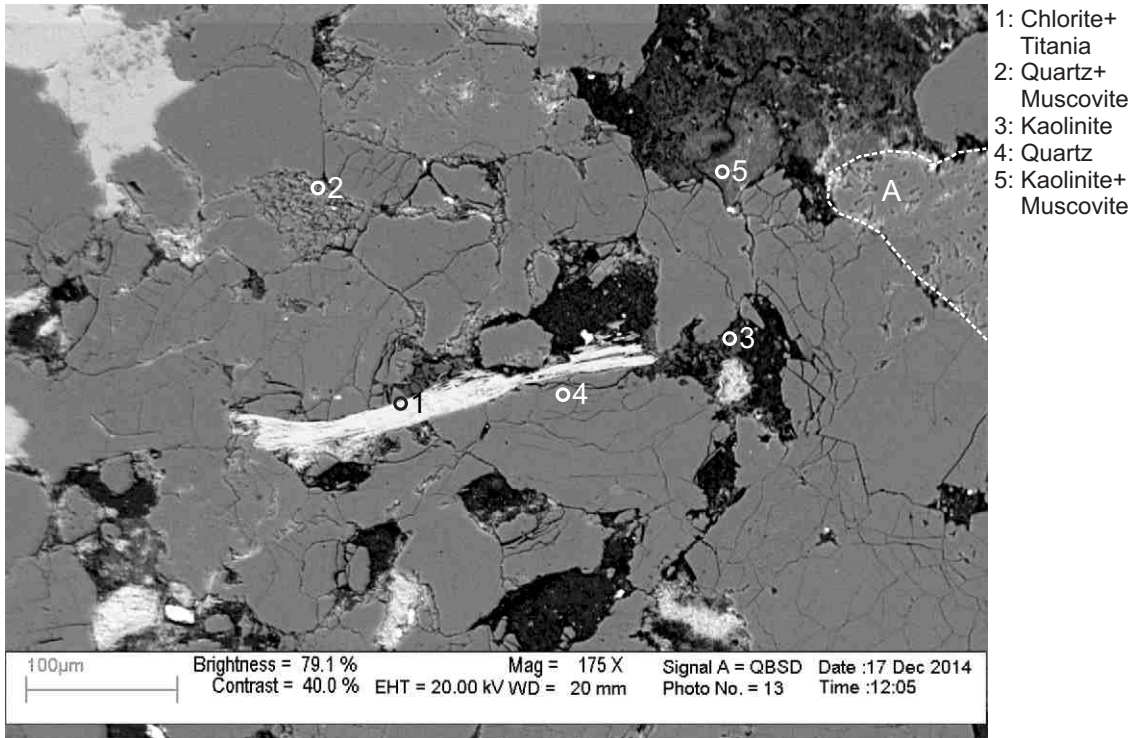 1: Chlorite+
Titania
2: Quartz+
Muscovite
3: Kaolinite
4: Quartz
5: Kaolinite+
Muscovite
2
5
A
3
1
4
100µm
Brightness = 79.1 % Mag = 175 X Signal A = QBSD Date :17 Dec 2014
Contrast = 40.0 % EHT = 20.00 kV WD = 20 mm Photo No. = 13 Time :12:05